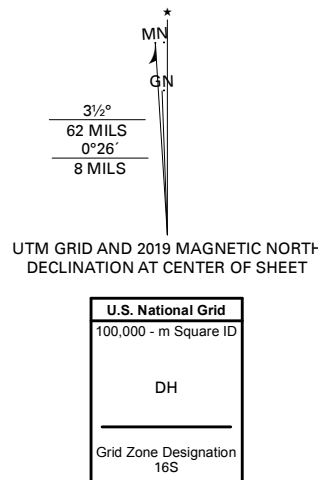 ★
MN
GN
3½°
62 MILS
0°26´
8 MILS
UTM GRID AND 2019 MAGNETIC NORTH
DECLINATION AT CENTER OF SHEET
U.S. National Grid
100,000 - m Square ID
DH
Grid Zone Designation
16S